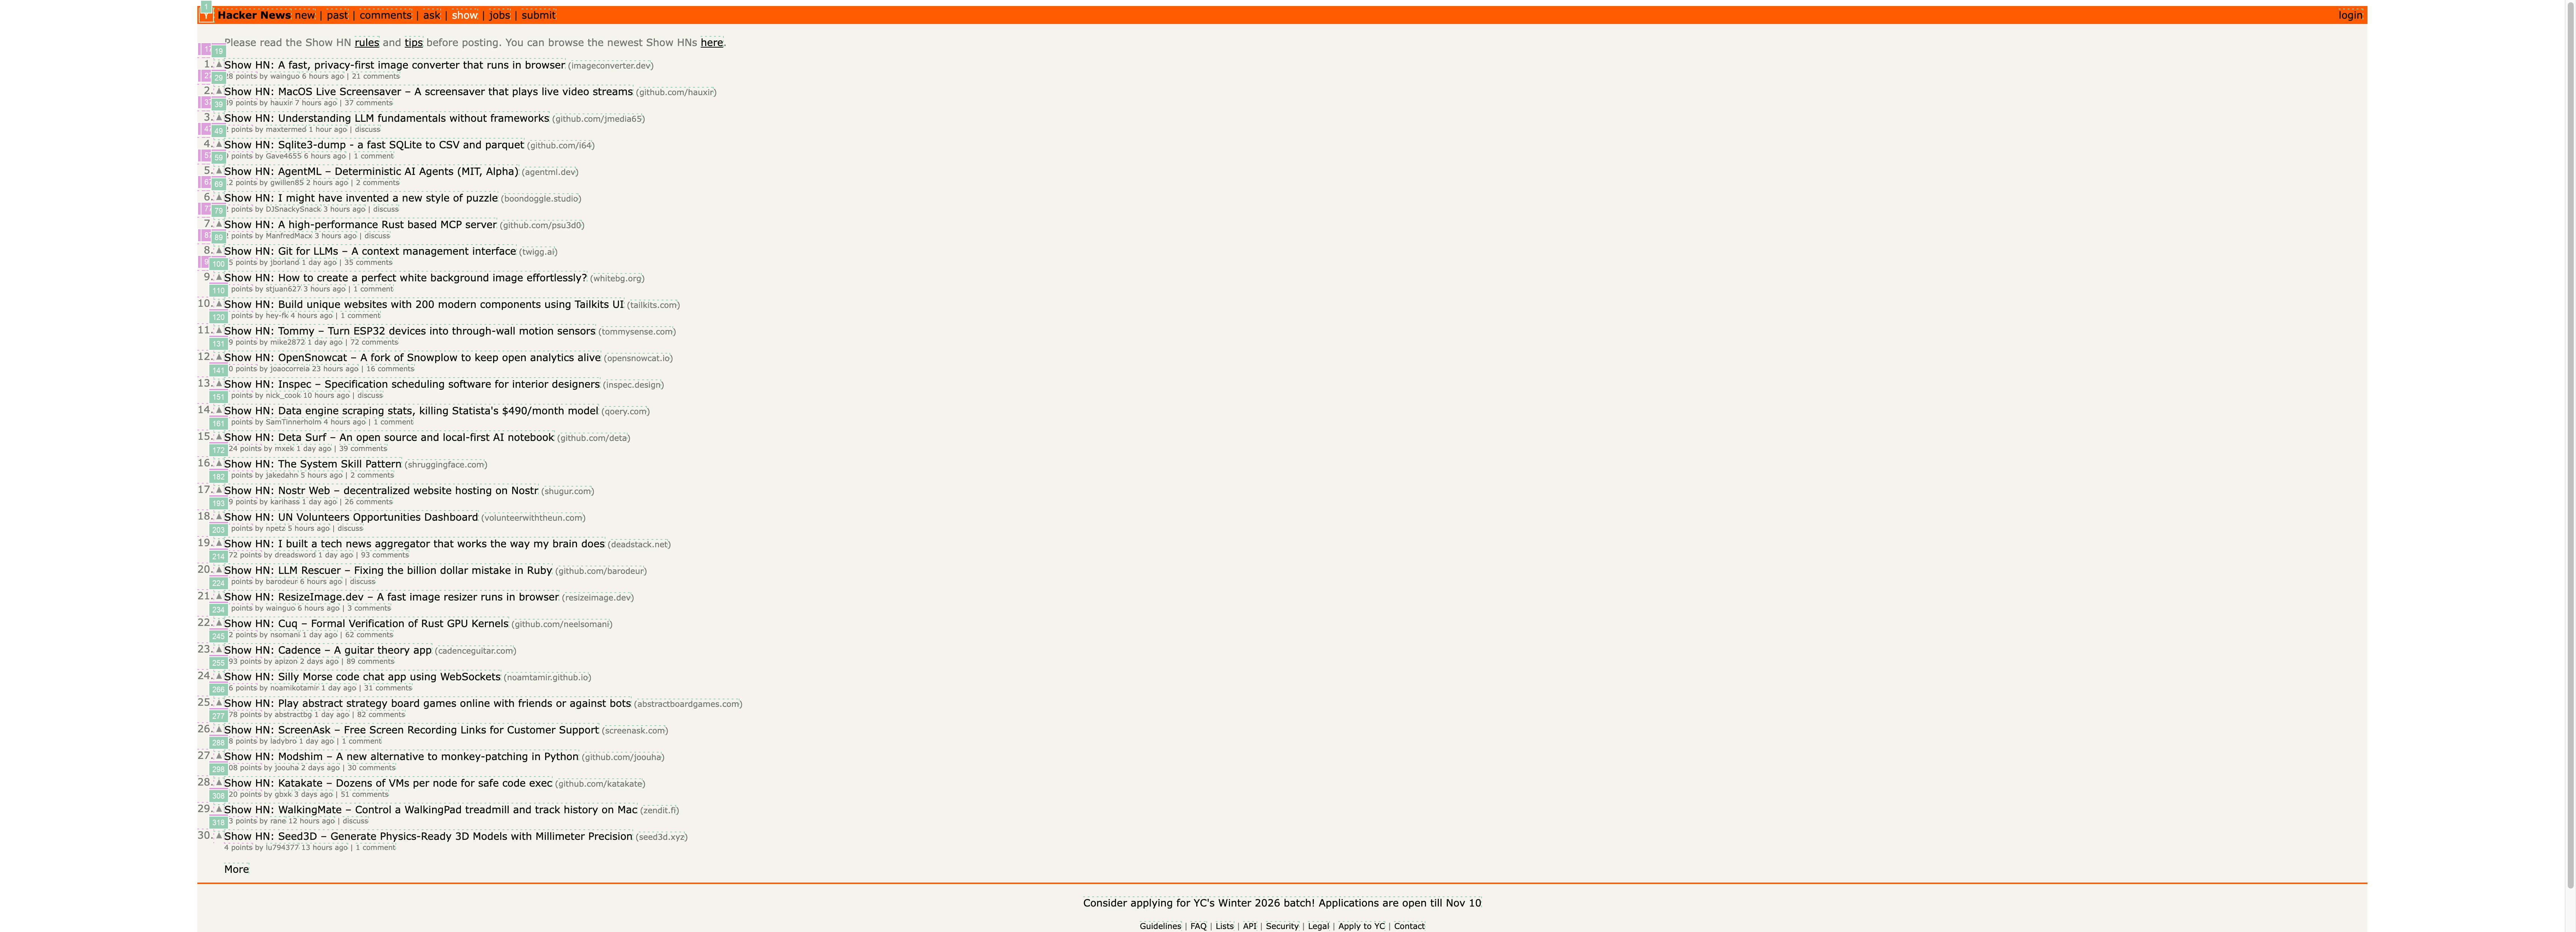 1
Hacker News new | past | comments | ask | show | jobs | submit login
Please read the Show HN rules and tips before posting. You can browse the newest Show HNs here.
19
1. Show HN: A fast, privacy-first image converter that runs in browser (imageconverter.dev)
29 8 points by wainguo 6 hours ago | 21 comments
2. Show HN: MacOS Live Screensaver – A screensaver that plays live video streams (github.com/hauxir)
39 9 points by hauxir 7 hours ago | 37 comments
3. Show HN: Understanding LLM fundamentals without frameworks (github.com/jmedia65)
49 points by maxtermed 1 hour ago | discuss
4. Show HN: Sqlite3-dump - a fast SQLite to CSV and parquet (github.com/i64)
59 points by Gave4655 6 hours ago | 1 comment
5. Show HN: AgentML – Deterministic AI Agents (MIT, Alpha) (agentml.dev)
69 2 points by gwillen85 2 hours ago | 2 comments
6. Show HN: I might have invented a new style of puzzle (boondoggle.studio)
79 points by DJSnackySnack 3 hours ago | discuss
7. Show HN: A high-performance Rust based MCP server (github.com/psu3d0)
89 points by ManfredMacx 3 hours ago | discuss
8. Show HN: Git for LLMs – A context management interface (twigg.ai)
100 5 points by jborland 1 day ago | 35 comments
9. Show HN: How to create a perfect white background image effortlessly? (whitebg.org)
110 points by stjuan627 3 hours ago | 1 comment
10. Show HN: Build unique websites with 200 modern components using Tailkits UI (tailkits.com)
120 points by hey-fk 4 hours ago | 1 comment
11. Show HN: Tommy – Turn ESP32 devices into through-wall motion sensors (tommysense.com)
131 9 points by mike2872 1 day ago | 72 comments
12. Show HN: OpenSnowcat – A fork of Snowplow to keep open analytics alive (opensnowcat.io)
141 0 points by joaocorreia 23 hours ago | 16 comments
13. Show HN: Inspec – Specification scheduling software for interior designers (inspec.design)
151 points by nick_cook 10 hours ago | discuss
14. Show HN: Data engine scraping stats, killing Statista's $490/month model (qoery.com)
161 points by SamTinnerholm 4 hours ago | 1 comment
15. Show HN: Deta Surf – An open source and local-first AI notebook (github.com/deta)
172 24 points by mxek 1 day ago | 39 comments
16. Show HN: The System Skill Pattern (shruggingface.com)
182 points by jakedahn 5 hours ago | 2 comments
17. Show HN: Nostr Web – decentralized website hosting on Nostr (shugur.com)
193 9 points by karihass 1 day ago | 26 comments
18. Show HN: UN Volunteers Opportunities Dashboard (volunteerwiththeun.com)
203 points by npetz 5 hours ago | discuss
19. Show HN: I built a tech news aggregator that works the way my brain does (deadstack.net)
214 72 points by dreadsword 1 day ago | 93 comments
20. Show HN: LLM Rescuer – Fixing the billion dollar mistake in Ruby (github.com/barodeur)
224 points by barodeur 6 hours ago | discuss
21. Show HN: ResizeImage.dev – A fast image resizer runs in browser (resizeimage.dev)
234 points by wainguo 6 hours ago | 3 comments
22. Show HN: Cuq – Formal Verification of Rust GPU Kernels (github.com/neelsomani)
245 2 points by nsomani 1 day ago | 62 comments
23. Show HN: Cadence – A guitar theory app (cadenceguitar.com)
255 93 points by apizon 2 days ago | 89 comments
24. Show HN: Silly Morse code chat app using WebSockets (noamtamir.github.io)
266 6 points by noamikotamir 1 day ago | 31 comments
25. Show HN: Play abstract strategy board games online with friends or against bots (abstractboardgames.com)
277 78 points by abstractbg 1 day ago | 82 comments
26. Show HN: ScreenAsk – Free Screen Recording Links for Customer Support (screenask.com)
288 8 points by ladybro 1 day ago | 1 comment
27. Show HN: Modshim – A new alternative to monkey-patching in Python (github.com/joouha)
298 08 points by joouha 2 days ago | 30 comments
28. Show HN: Katakate – Dozens of VMs per node for safe code exec (github.com/katakate)
308 20 points by gbxk 3 days ago | 51 comments
29. Show HN: WalkingMate – Control a WalkingPad treadmill and track history on Mac (zendit.fi)
318 3 points by rane 12 hours ago | discuss
30. Show HN: Seed3D – Generate Physics-Ready 3D Models with Millimeter Precision (seed3d.xyz)
4 points by lu794377 13 hours ago | 1 comment
More
Consider applying for YC's Winter 2026 batch! Applications are open till Nov 10
Guidelines | FAQ | Lists | API | Security | Legal | Apply to YC | Contact